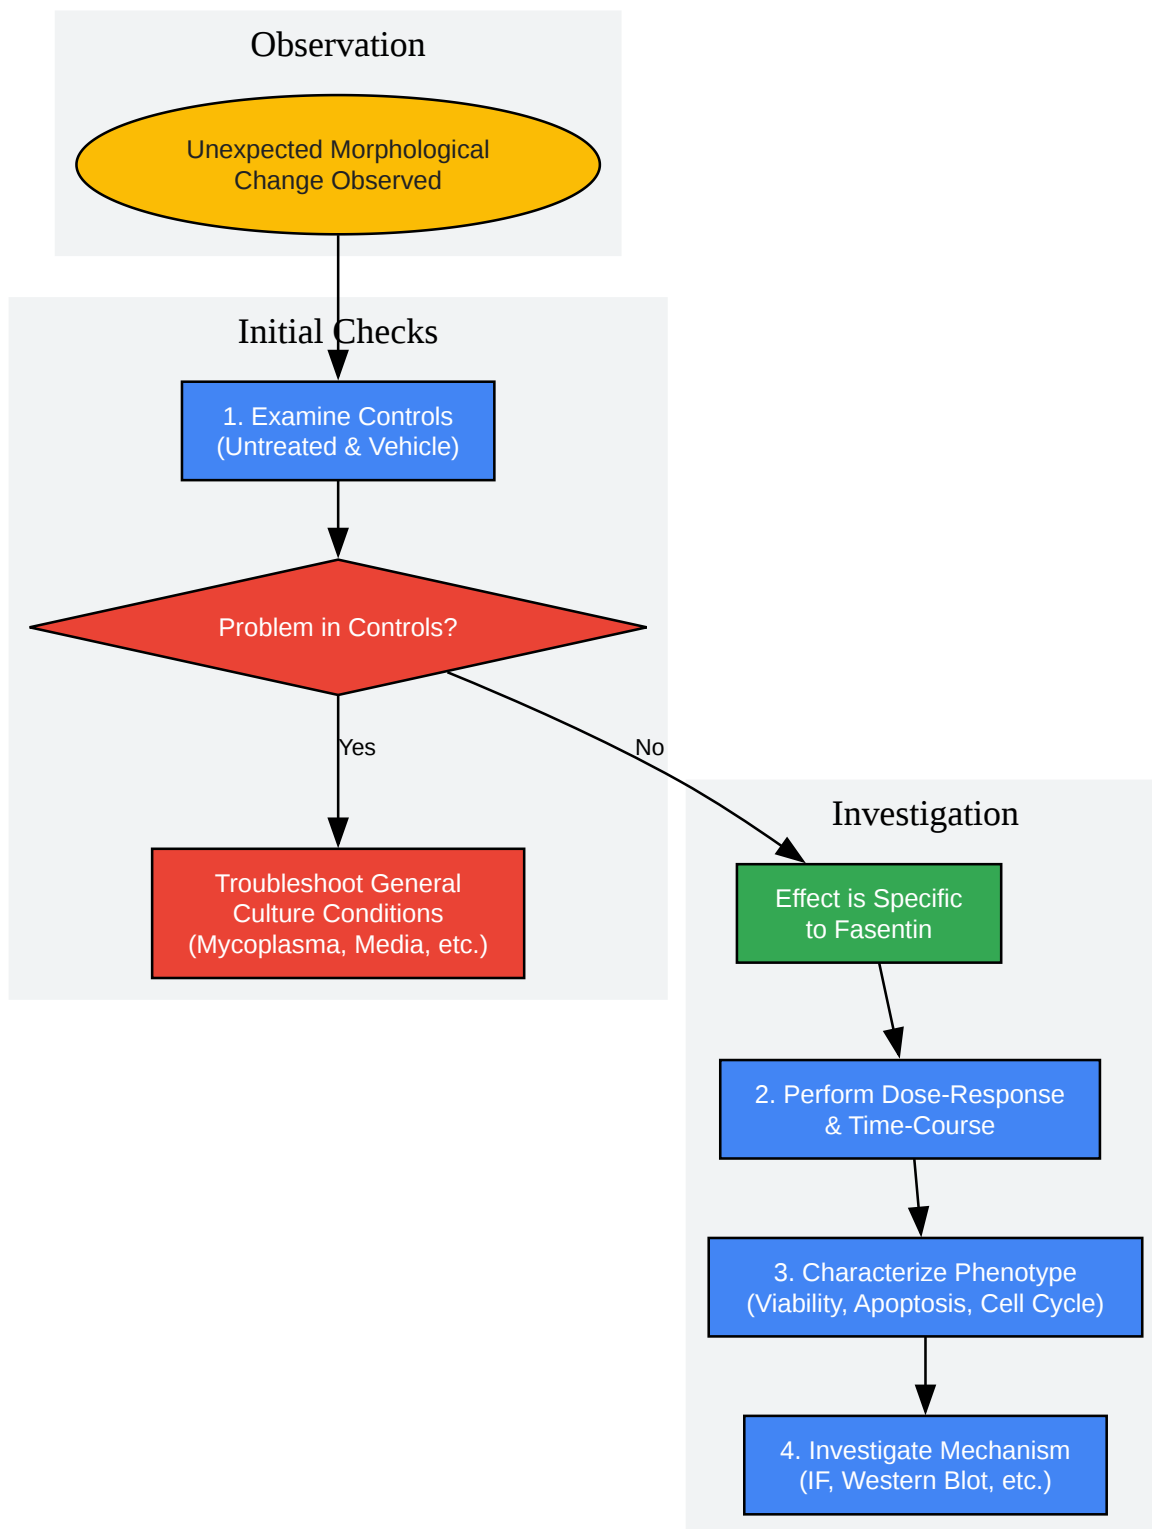 Observation
Unexpected Morphological
Change Observed
Initial Checks
1. Examine Controls
(Untreated & Vehicle)
Problem in Controls?
Yes
No
Troubleshoot General
Culture Conditions
(Mycoplasma, Media, etc.)
Investigation
Effect is Specific
to Fasentin
2. Perform Dose-Response
& Time-Course
3. Characterize Phenotype
(Viability, Apoptosis, Cell Cycle)
4. Investigate Mechanism
(IF, Western Blot, etc.)